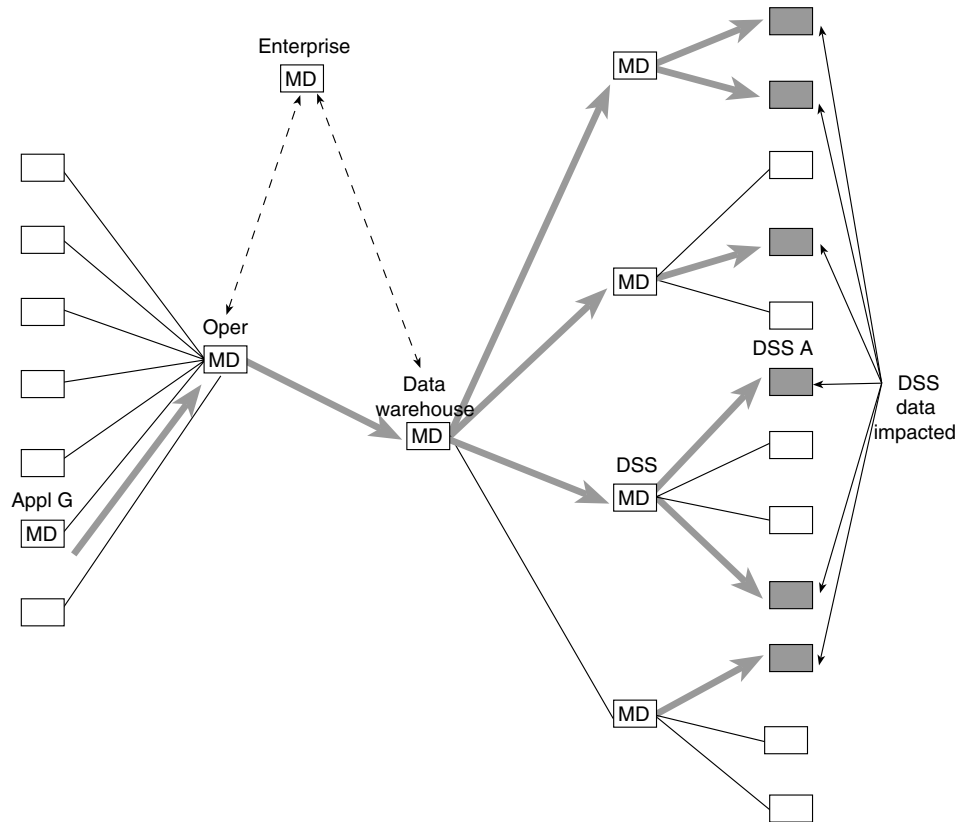 Enterprise
MD
MD
MD
Oper
MD
DSS A
Data
warehouse
MD
DSS
data
impacted
DSS
MD
Appl G
MD
MD